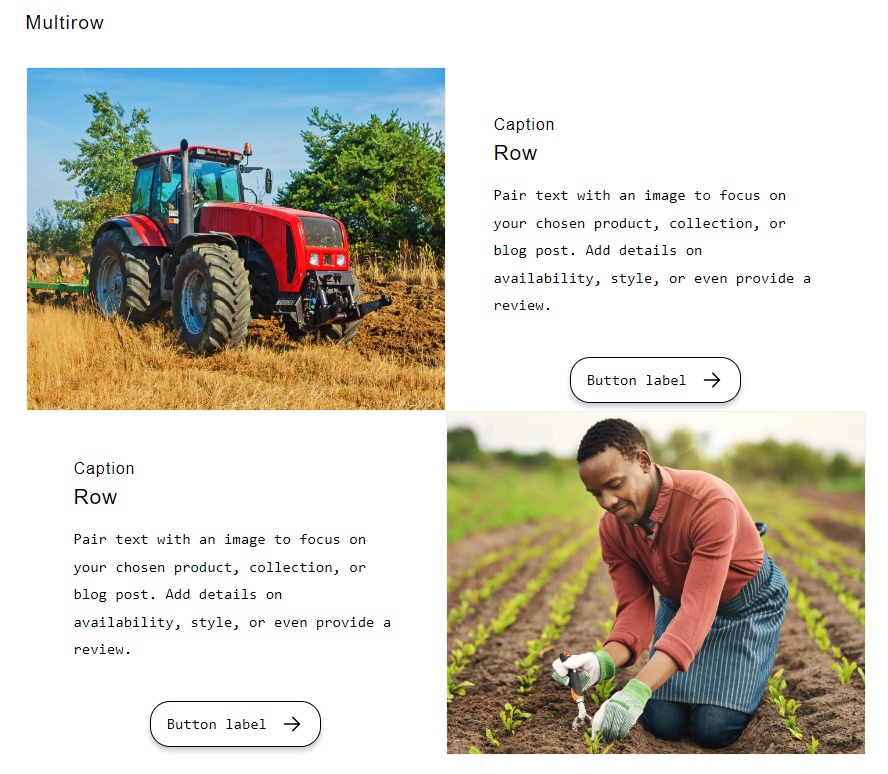 Multirow
Caption
Row
Pair text with an image to focus on
your chosen product, collection, or
blog post. Add details on
availability, style, or even provide a
review.
Button label
Caption
Row
Pair text with an image to focus on
your chosen product, collection, or
blog post. Add details on
availability, style, or even provide a
review.
Button label